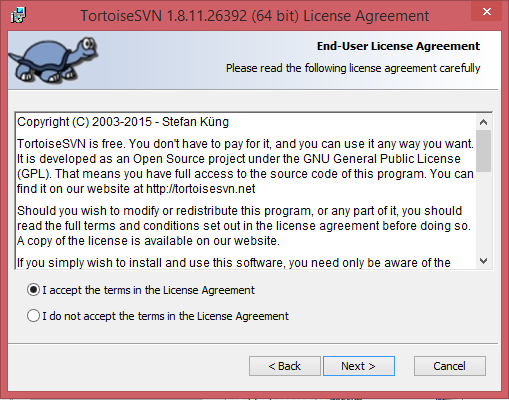 TortoiseSVN 1.8.11.26392 (64 bit) License Agreement
End-User License Agreement
Please read the following license agreement carefully
Copyright (C) 2003-2015 - Stefan Küng
TortoiseSVN is free. You don't have to pay for it, and you can use it any way you want.
It is developed as an Open Source project under the GNU General Public License
(GPL). That means you have full access to the source code of this program. You can
find it on our website at http://tortoisesvn.net
Should you wish to modify or redistribute this program, or any part of it, you should
read the full terms and conditions set out in the license agreement before doing so.
A copy of the license is available on our website.
If you simply wish to install and use this software, you need only be aware of the
I accept the terms in the License Agreement
I do not accept the terms in the License Agreement
< Back Next > Cancel